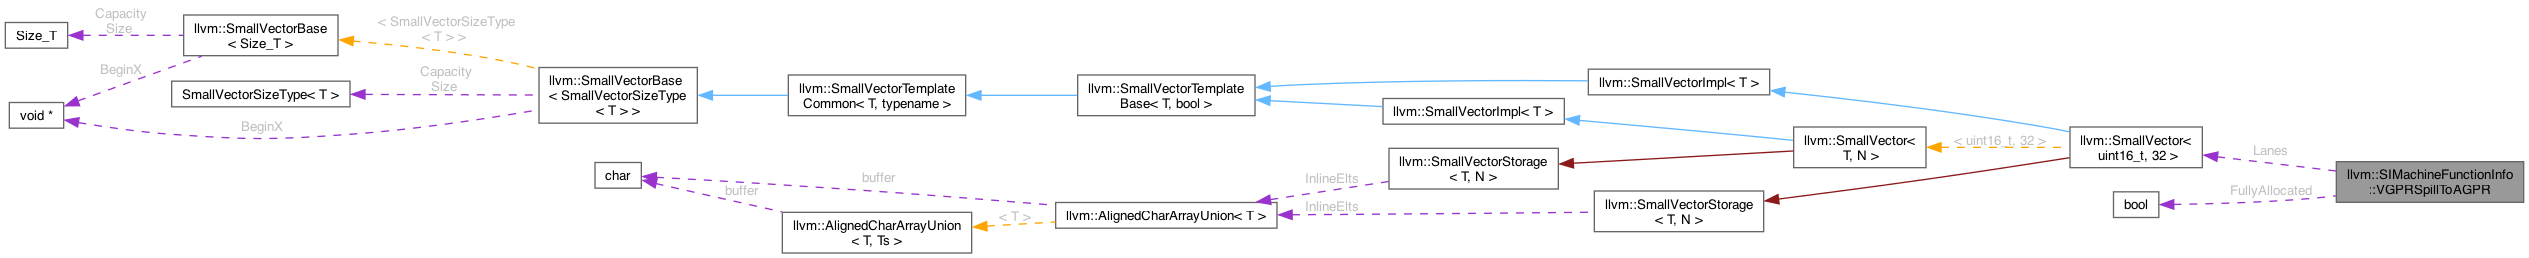 Size_T
Capacity
Size
llvm::SmallVectorBase
< Size_T >
< SmallVectorSizeType
< T > >
BeginX
SmallVectorSizeType< T >
void *
Capacity
Size
BeginX
llvm::SmallVectorBase
< SmallVectorSizeType
< T > >
llvm::SmallVectorTemplate
Common< T, typename >
llvm::SmallVectorTemplate
Base< T, bool >
llvm::SmallVectorImpl< T >
llvm::SmallVectorImpl< T >
llvm::SmallVector<
T, N >
< uint16_t, 32 >
llvm::SmallVector<
uint16_t, 32 >
Lanes
llvm::SIMachineFunctionInfo
::VGPRSpillToAGPR
FullyAllocated
bool
char
buffer
buffer
llvm::AlignedCharArrayUnion
< T, Ts >
< T >
llvm::AlignedCharArrayUnion< T >
InlineElts
InlineElts
llvm::SmallVectorStorage
< T, N >
llvm::SmallVectorStorage
< T, N >